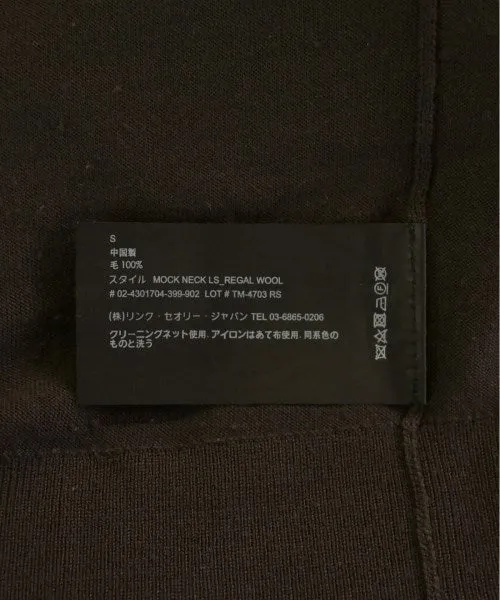 S
中国製
毛 100%
スタイル MOCK NECK LS_REGAL WOOL
# 02-4301704-399-902 LOT # TM-4703 RS
(株)リンク・セオリー・ジャパン TEL 03-6865-0206
クリーニングネット使用. アイロンはあて布使用. 同系色の
ものと洗う